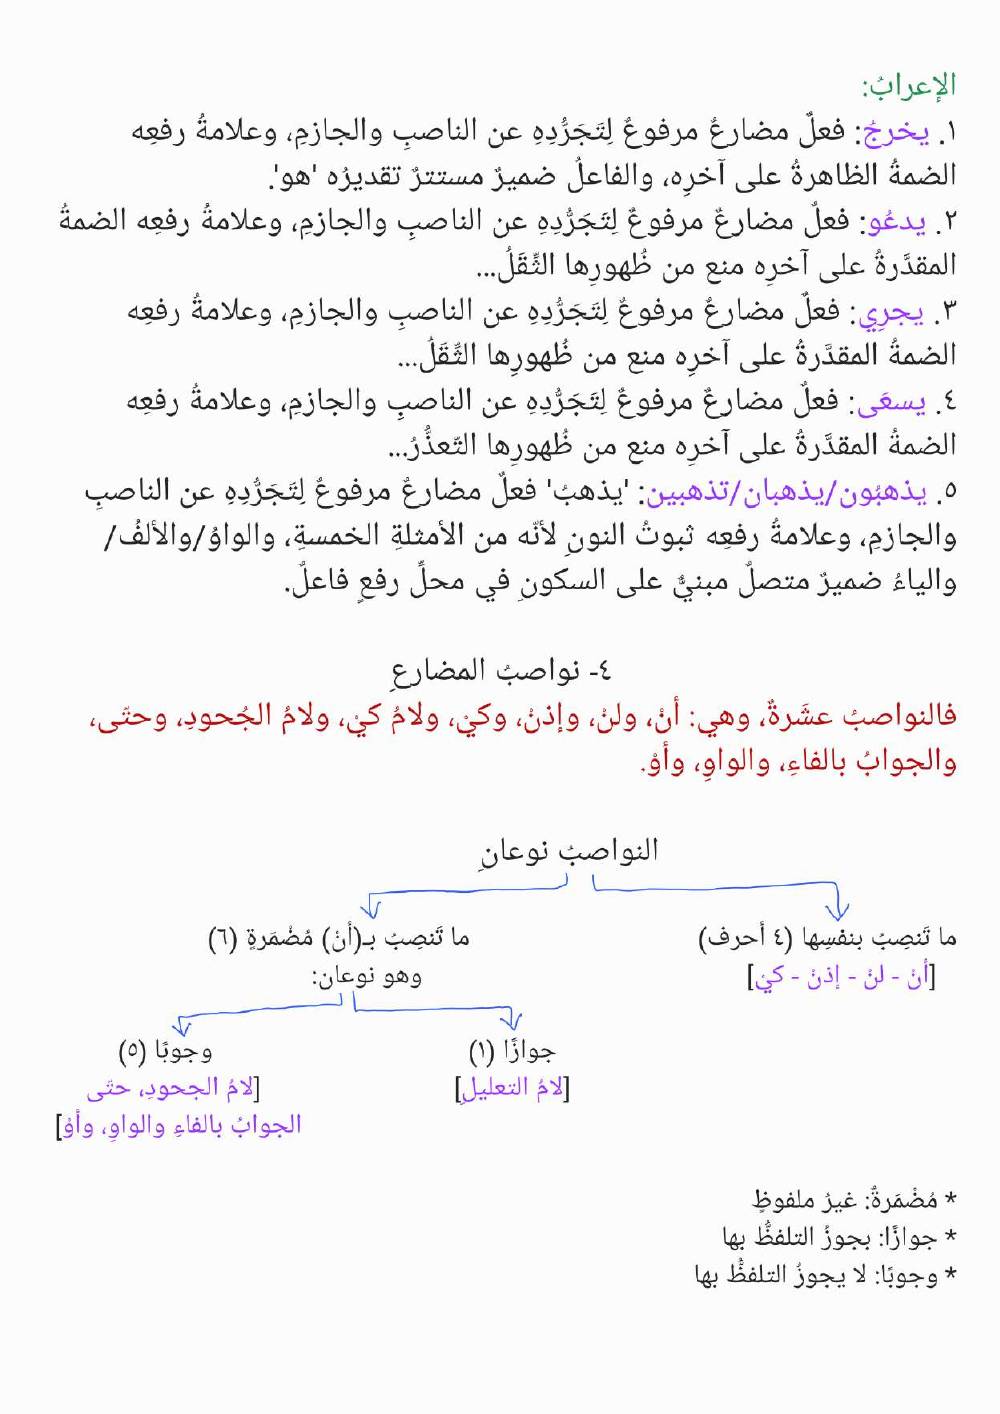 الإعرابُ:
١. يخرجُ: فعلٌ مضارعٌ مرفوعٌ لِتَجَرُّدِهِ عن الناصبِ والجازمِ، وعلامةُ رفعِه
الضمةُ الظاهرةُ على آخرِه، والفاعلُ ضميرٌ مستترٌ تقديرُه 'هو'.
٢. يدعُو: فعلٌ مضارعٌ مرفوعٌ لِتَجَرُّدِهِ عن الناصبِ والجازمِ، وعلامةُ رفعِه الضمةُ
المقدَّرةُ على آخرِه منع من ظُهورِها الثِّقَلُ...
٣. يجرِي: فعلٌ مضارعٌ مرفوعٌ لِتَجَرُّدِهِ عن الناصبِ والجازمِ، وعلامةُ رفعِه
الضمةُ المقدَّرةُ على آخرِه منع من ظُهورِها الثِّقَلُ...
٤. يسعَى: فعلٌ مضارعٌ مرفوعٌ لِتَجَرُّدِهِ عن الناصبِ والجازمِ، وعلامةُ رفعِه
الضمةُ المقدَّرةُ على آخرِه منع من ظُهورِها التّعذُّرُ...
٥. يذهبُون/يذهبان/تذهبين: 'يذهبُ' فعلٌ مضارعٌ مرفوعٌ لِتَجَرُّدِهِ عن الناصبِ
والجازمِ، وعلامةُ رفعِه ثبوتُ النونِ لأنّه من الأمثلةِ الخمسةِ، والواوُ/والألفُ/
والياءُ ضميرٌ متصلٌ مبنيٌّ على السكونِ في محلِّ رفعٍ فاعلٌ.
٤- نواصبُ المضارعِ
فالنواصبُ عشَرةٌ، وهي: أنْ، ولنْ، وإذنْ، وكيْ، ولامُ كيْ، ولامُ الجُحودِ، وحتّى،
والجوابُ بالفاءِ، والواوِ، وأوْ.
النواصبُ نوعانِ
ما تَنصِبُ بنفسِها (٤ أحرف)
[أنْ - لنْ - إذنْ - كيْ]
ما تَنصِبُ بـ(أنْ) مُضْمَرةٍ (٦)
وهو نوعان:
جوازًا (١)
[لامُ التعليلِ]
وجوبًا (٥)
[لامُ الجحودِ، حتّى
الجوابُ بالفاءِ والواوِ، وأوْ]
* مُضْمَرةٌ: غيرُ ملفوظٍ
* جوازًا: يجوزُ التلفظُّ بها
* وجوبًا: لا يجوزُ التلفظُّ بها